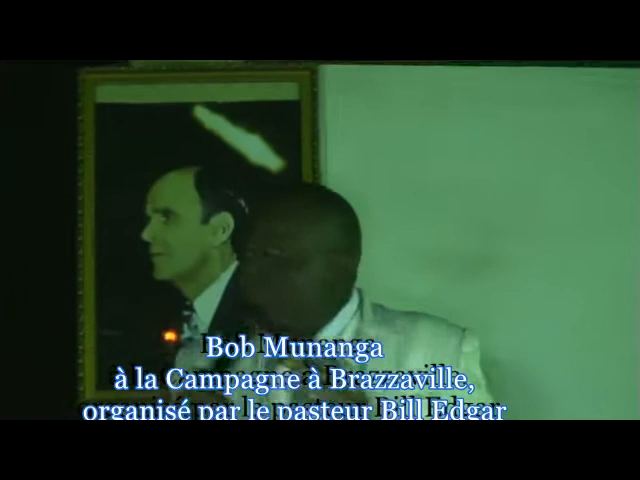 Bob Munanga
à la Campagne à Brazzaville,
organisé par le pasteur Bill Edgar